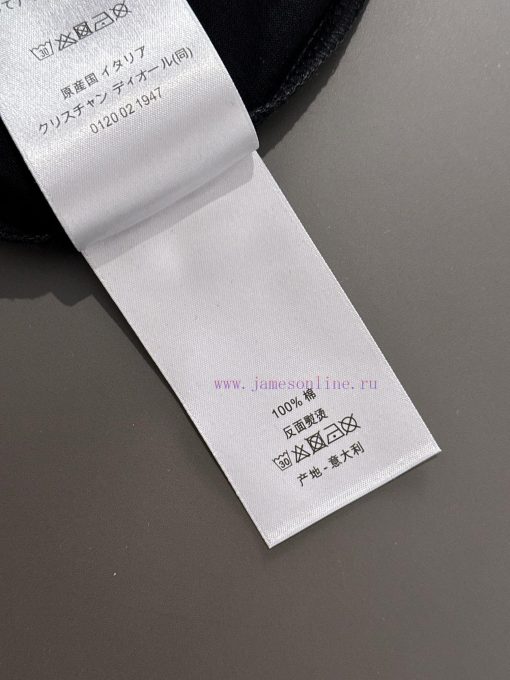 原産国 イタリア
クリスチャン ディオール(同)
0120 02 1947
www.jamesonline.ru
100% 棉
反面熨烫
30
产地 - 意大利